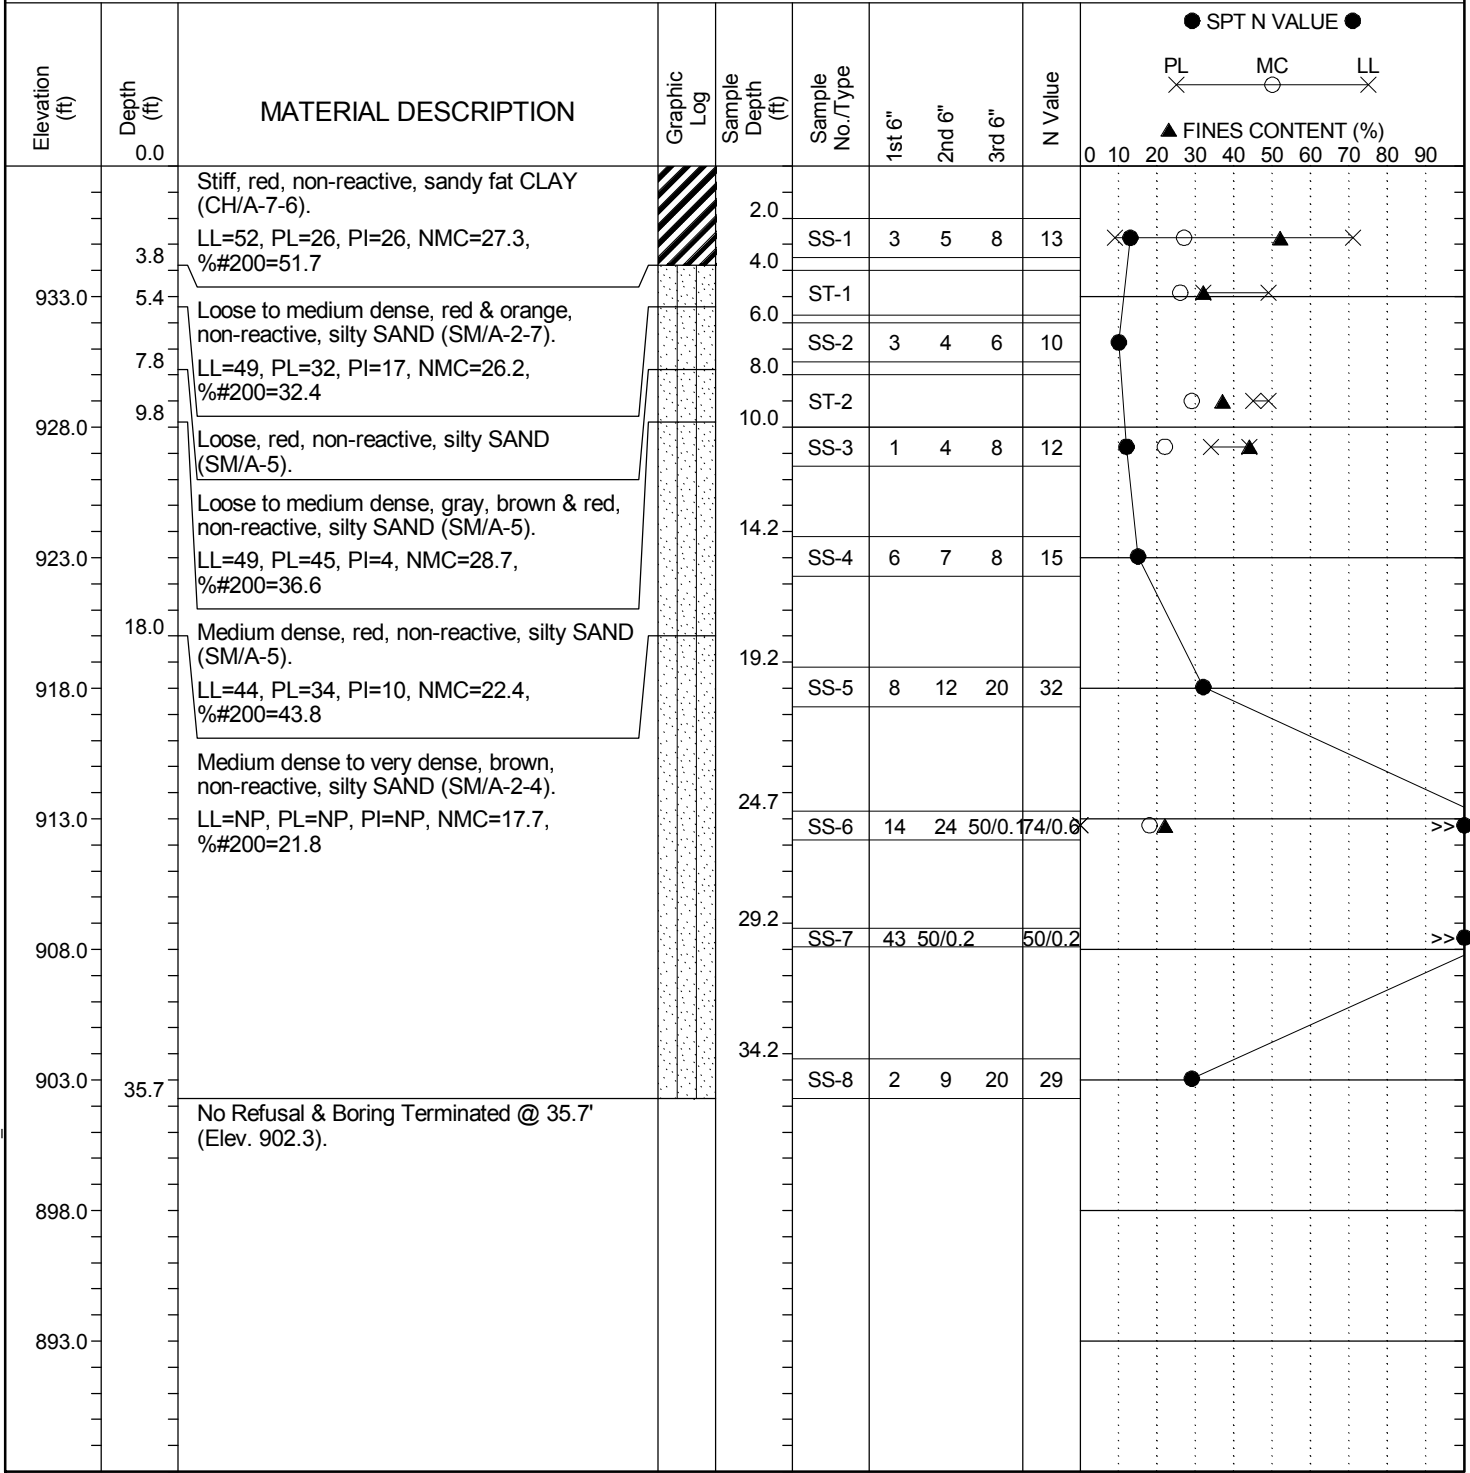 ● SPT N VALUE ●
PL MC LL
▲ FINES CONTENT (%)
0 10 20 30 40 50 60 70 80 90
Elevation
(ft)
Depth
(ft)
0.0
MATERIAL DESCRIPTION
Graphic
Log
Sample
Depth
(ft)
Sample
No./Type
1st 6"
2nd 6"
3rd 6"
N Value
Stiff, red, non-reactive, sandy fat CLAY
(CH/A-7-6).
LL=52, PL=26, PI=26, NMC=27.3,
%#200=51.7
3.8
933.0
5.4
Loose to medium dense, red & orange,
non-reactive, silty SAND (SM/A-2-7).
LL=49, PL=32, PI=17, NMC=26.2,
%#200=32.4
7.8
9.8
928.0
Loose, red, non-reactive, silty SAND
(SM/A-5).
Loose to medium dense, gray, brown & red,
non-reactive, silty SAND (SM/A-5).
923.0
LL=49, PL=45, PI=4, NMC=28.7,
%#200=36.6
18.0
Medium dense, red, non-reactive, silty SAND
(SM/A-5).
918.0
LL=44, PL=34, PI=10, NMC=22.4,
%#200=43.8
Medium dense to very dense, brown,
non-reactive, silty SAND (SM/A-2-4).
913.0
LL=NP, PL=NP, PI=NP, NMC=17.7,
%#200=21.8
908.0
903.0
35.7
No Refusal & Boring Terminated @ 35.7'
(Elev. 902.3).
898.0
893.0
2.0
SS-1 3 5 8 13
4.0
ST-1
6.0
SS-2 3 4 6 10
8.0
ST-2
10.0
SS-3 1 4 8 12
14.2
SS-4 6 7 8 15
19.2
SS-5 8 12 20 32
24.7
SS-6 14 24 50/0.1 74/0.6 >>
29.2
SS-7 43 50/0.2 50/0.2 >>
34.2
SS-8 2 9 20 29